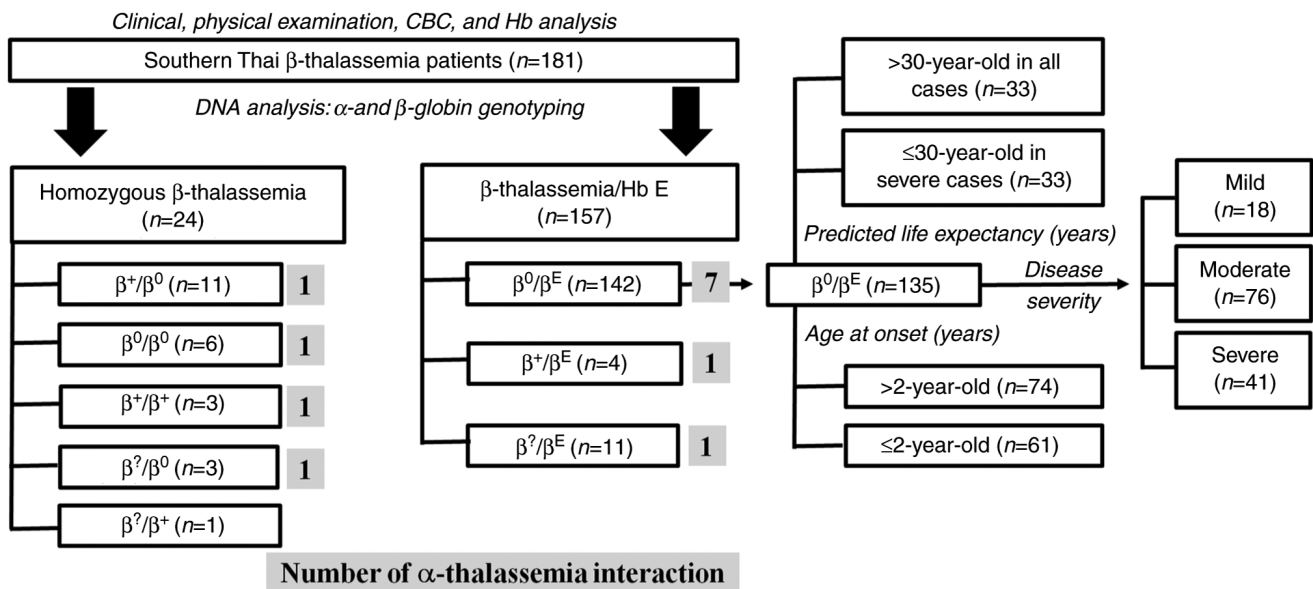 Clinical, physical examination, CBC, and Hb analysis
Southern Thai β-thalassemia patients (n=181)
DNA analysis: α-and β-globin genotyping
Homozygous β-thalassemia
(n=24)
β⁺/β⁰ (n=11) 1
β⁰/β⁰ (n=6) 1
β⁺/β⁺ (n=3) 1
β?/β⁰ (n=3) 1
β?/β⁺ (n=1)
β-thalassemia/Hb E
(n=157)
β⁰/βᴱ (n=142) 7
β⁺/βᴱ (n=4) 1
β?/βᴱ (n=11) 1
>30-year-old in all
cases (n=33)
≤30-year-old in
severe cases (n=33)
Predicted life expectancy (years)
β⁰/βᴱ (n=135)
Age at onset (years)
>2-year-old (n=74)
≤2-year-old (n=61)
Disease
severity
Mild
(n=18)
Moderate
(n=76)
Severe
(n=41)
Number of α-thalassemia interaction